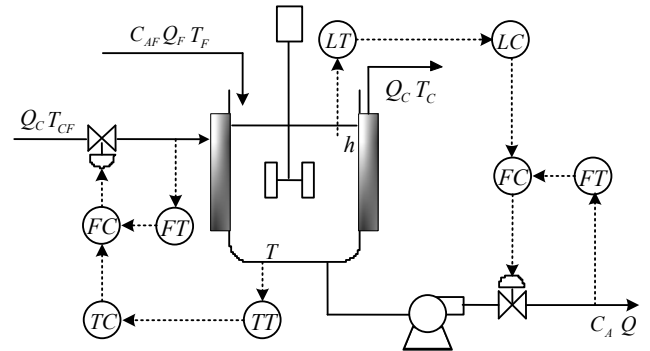 C_AF Q_F T_F
LT
LC
Q_C T_C
Q_C T_CF
h
FC
FT
FC
FT
T
TC
TT
C_A Q